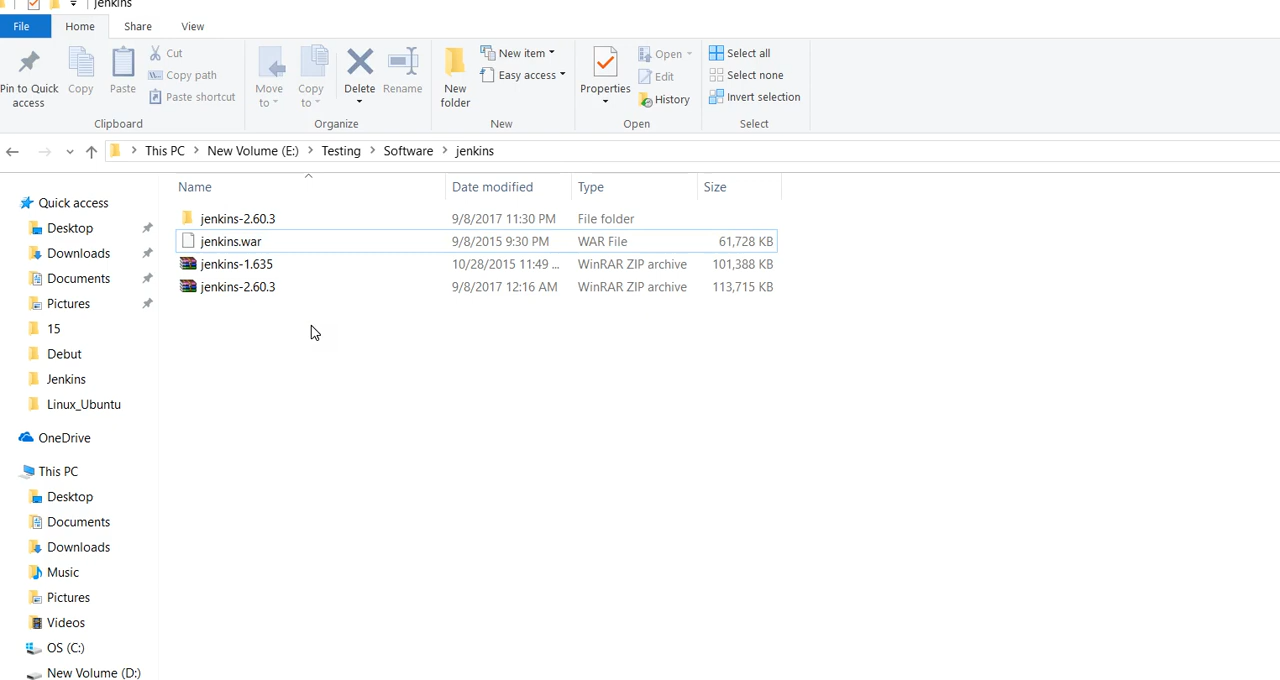 jenkins
File Home Share View
Pin to Quick access
Copy
Paste
Cut
Copy path
Paste shortcut
Clipboard
Move to
Copy to
Delete
Rename
Organize
New folder
New item
Easy access
New
Properties
Open
Edit
History
Open
Select all
Select none
Invert selection
Select
This PC New Volume (E:) Testing Software jenkins
Name Date modified Type Size
jenkins-2.60.3 9/8/2017 11:30 PM File folder
jenkins.war 9/8/2015 9:30 PM WAR File 61,728 KB
jenkins-1.635 10/28/2015 11:49 ... WinRAR ZIP archive 101,388 KB
jenkins-2.60.3 9/8/2017 12:16 AM WinRAR ZIP archive 113,715 KB
Quick access
Desktop
Downloads
Documents
Pictures
15
Debut
Jenkins
Linux_Ubuntu
OneDrive
This PC
Desktop
Documents
Downloads
Music
Pictures
Videos
OS (C:)
New Volume (D:)